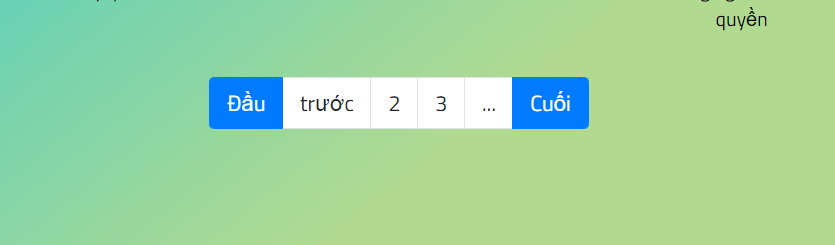 quyền
Đầu trước 2 3 ... Cuối